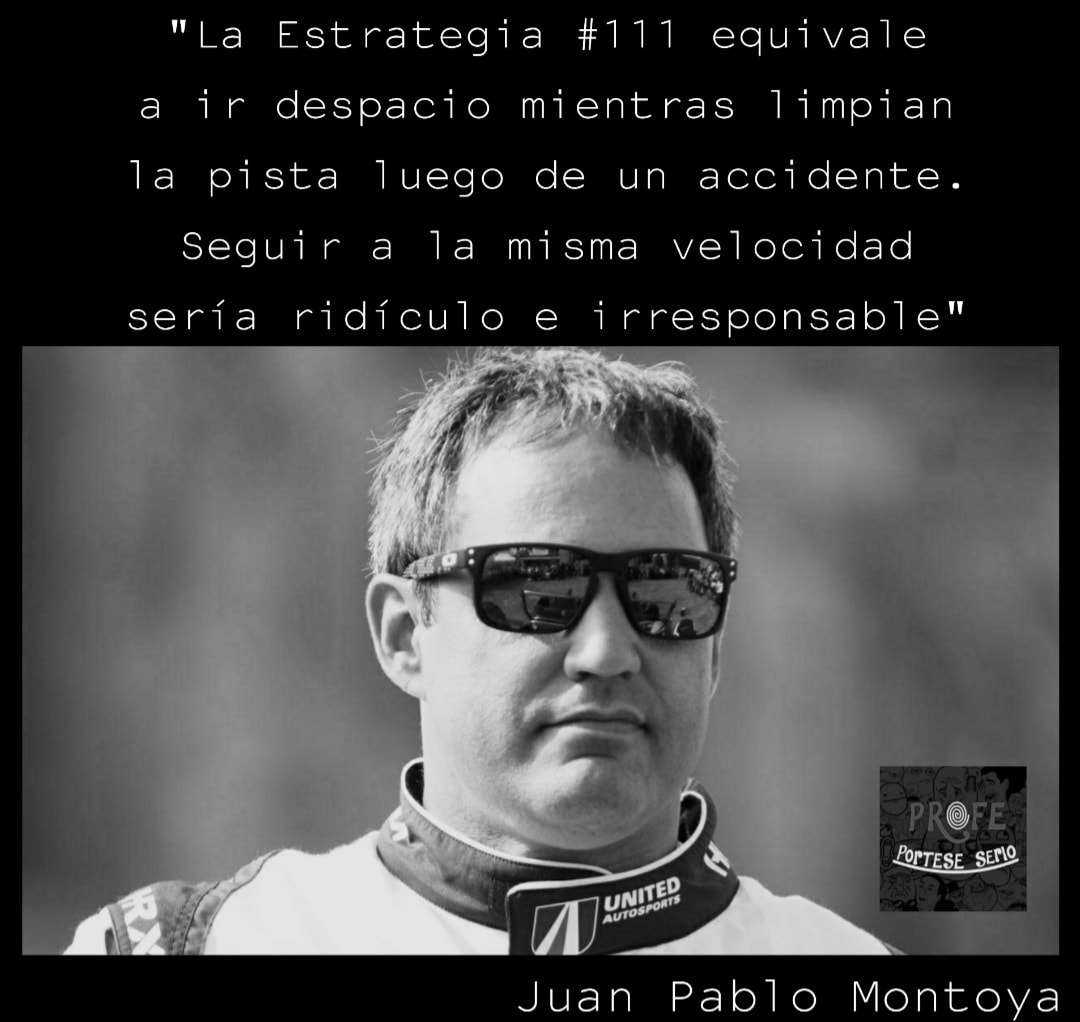 "La Estrategia #111 equivale
a ir despacio mientras limpian
la pista luego de un accidente.
Seguir a la misma velocidad
sería ridículo e irresponsable"
PROFE
PORTESE SERIO
UNITED
AUTOSPORTS
Juan Pablo Montoya